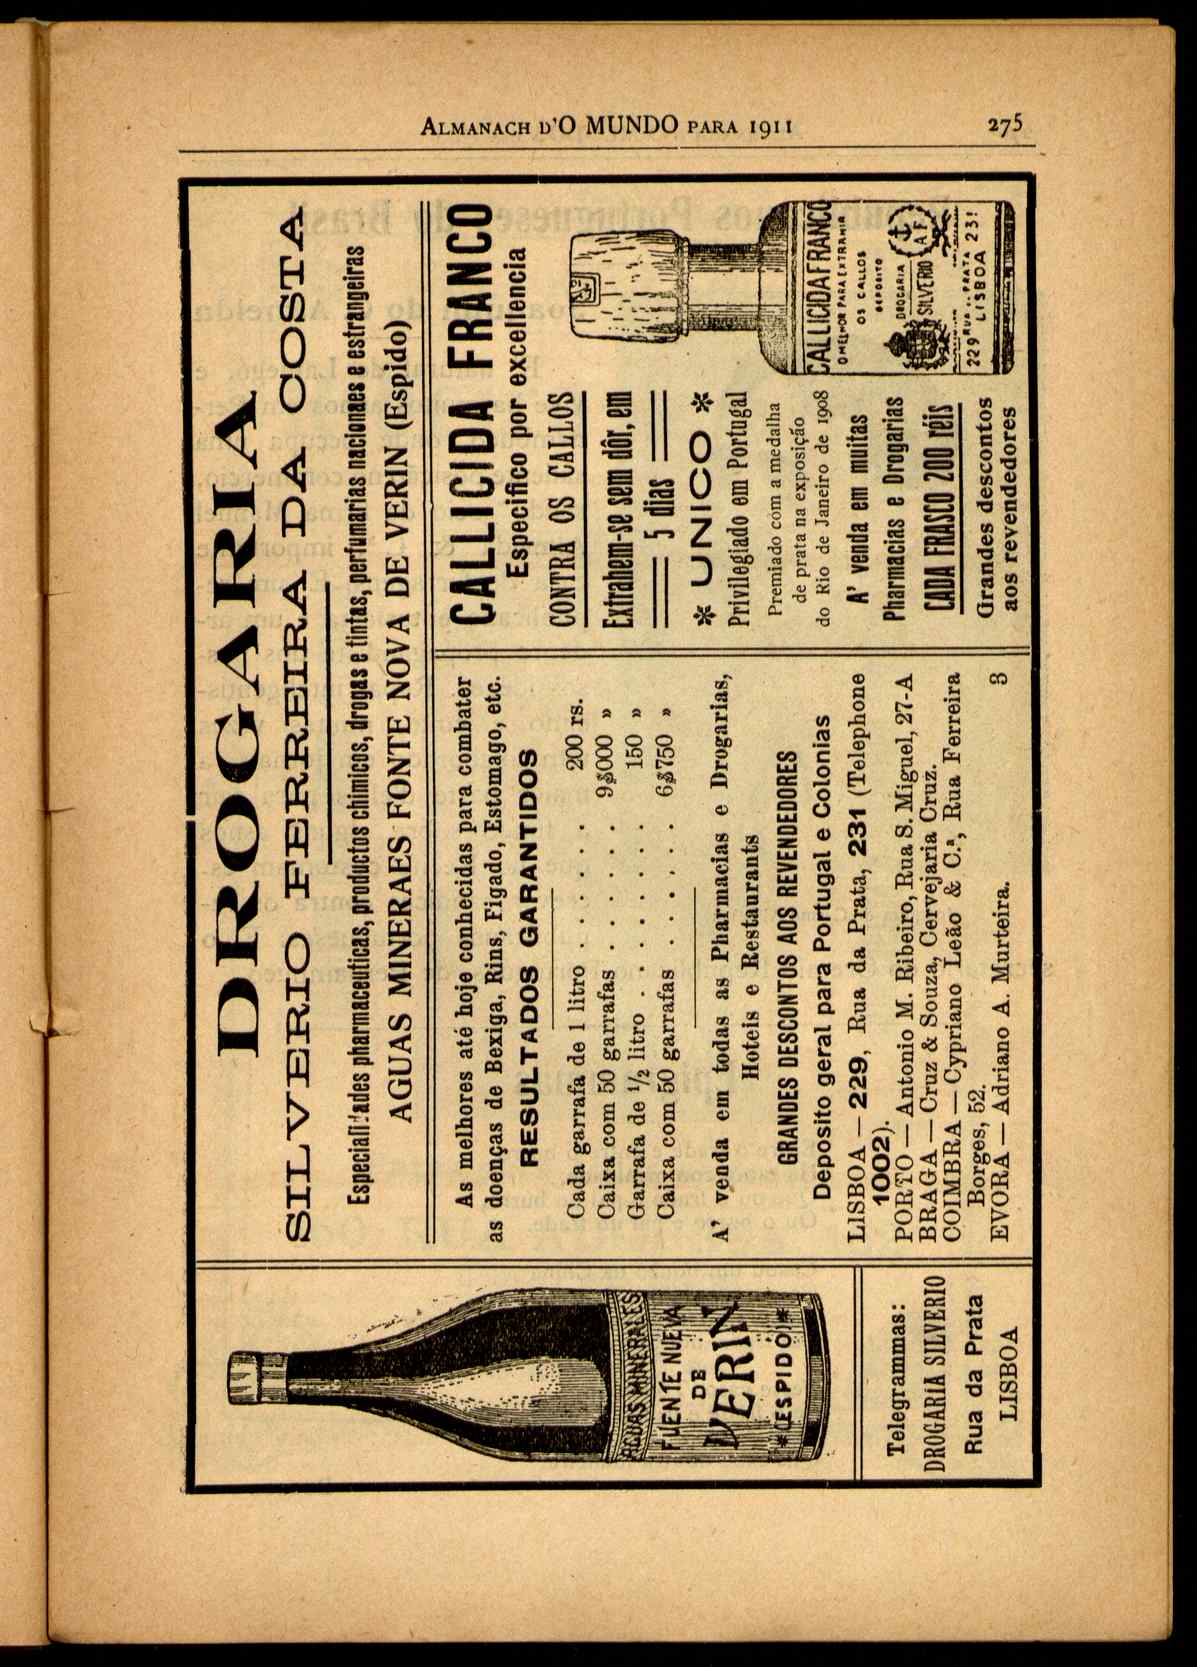 ALMANACH D'O MUNDO PARA 1911
275
DROGARIA
SILVERIO FERREIRA DA COSTA
Especialidades pharmaceuticas, productos chimicos, drogas e tintas, perfumarias nacionaes e estrangeiras
AGUAS MINERAES FONTE NOVA DE VERIN (Espido)
AGUAS MINERALES
FUENTE NUEVA
DE
VERIN
*(ESPIDO)*
Telegrammas:
DROGARIA SILVERIO
Rua da Prata
LISBOA
As melhores até hoje conhecidas para combater
as doenças de Bexiga, Rins, Figado, Estomago, etc.
RESULTADOS GARANTIDOS
Cada garrafa de 1 litro . . . . . . 200 rs.
Caixa com 50 garrafas . . . . . . 9$000 »
Garrafa de ½ litro . . . . . . . 150 »
Caixa com 50 garrafas . . . . . . 6$750 »
A' venda em todas as Pharmacias e Drogarias,
Hoteis e Restaurants
GRANDES DESCONTOS AOS REVENDEDORES
Deposito geral para Portugal e Colonias
LISBOA — 229, Rua da Prata, 231 (Telephone
1002).
PORTO — Antonio M. Ribeiro, Rua S. Miguel, 27-A
BRAGA — Cruz & Souza, Cervejaria Cruz.
COIMBRA — Cypriano Leão & C.ª, Rua Ferreira
Borges, 52.
EVORA — Adriano A. Murteira. 3
CALLICIDA FRANCO
Especifico por excellencia
CONTRA OS CALLOS
Extrahem-se sem dôr, em
5 dias
* UNICO *
Privilegiado em Portugal
Premiado com a medalha
de prata na exposição
do Rio de Janeiro de 1908
A' venda em muitas
Pharmacias e Drogarias
CADA FRASCO 200 réis
Grandes descontos
aos revendedores
CALLICIDA FRANCO
O MELHOR PARA EXTRAHIR
OS CALLOS
DEPOSITO
DROGARIA
SILVERIO
A F
229 RUA .. PRATA 231
LISBOA